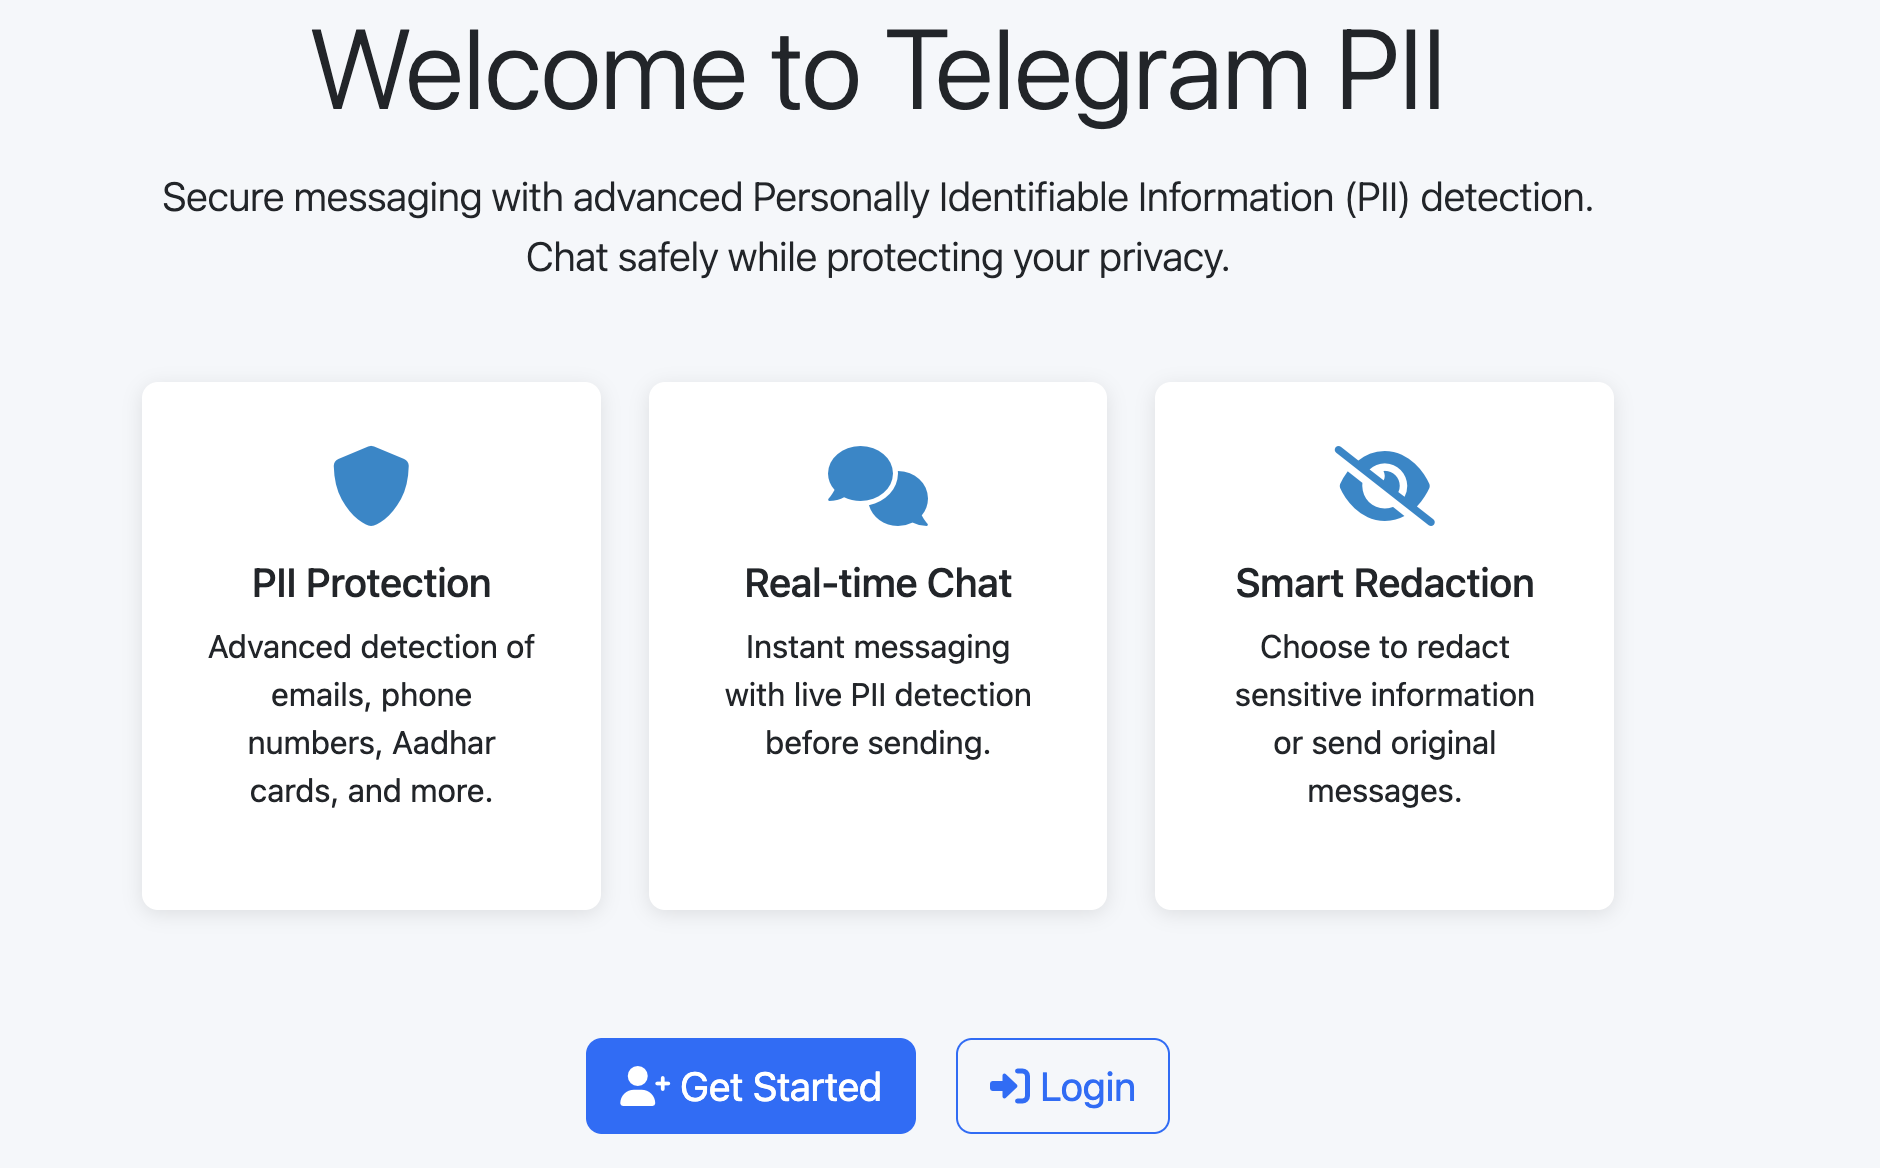 Welcome to Telegram PII
Secure messaging with advanced Personally Identifiable Information (PII) detection.
Chat safely while protecting your privacy.
PII Protection
Advanced detection of
emails, phone
numbers, Aadhar
cards, and more.
Real-time Chat
Instant messaging
with live PII detection
before sending.
Smart Redaction
Choose to redact
sensitive information
or send original
messages.
Get Started
Login